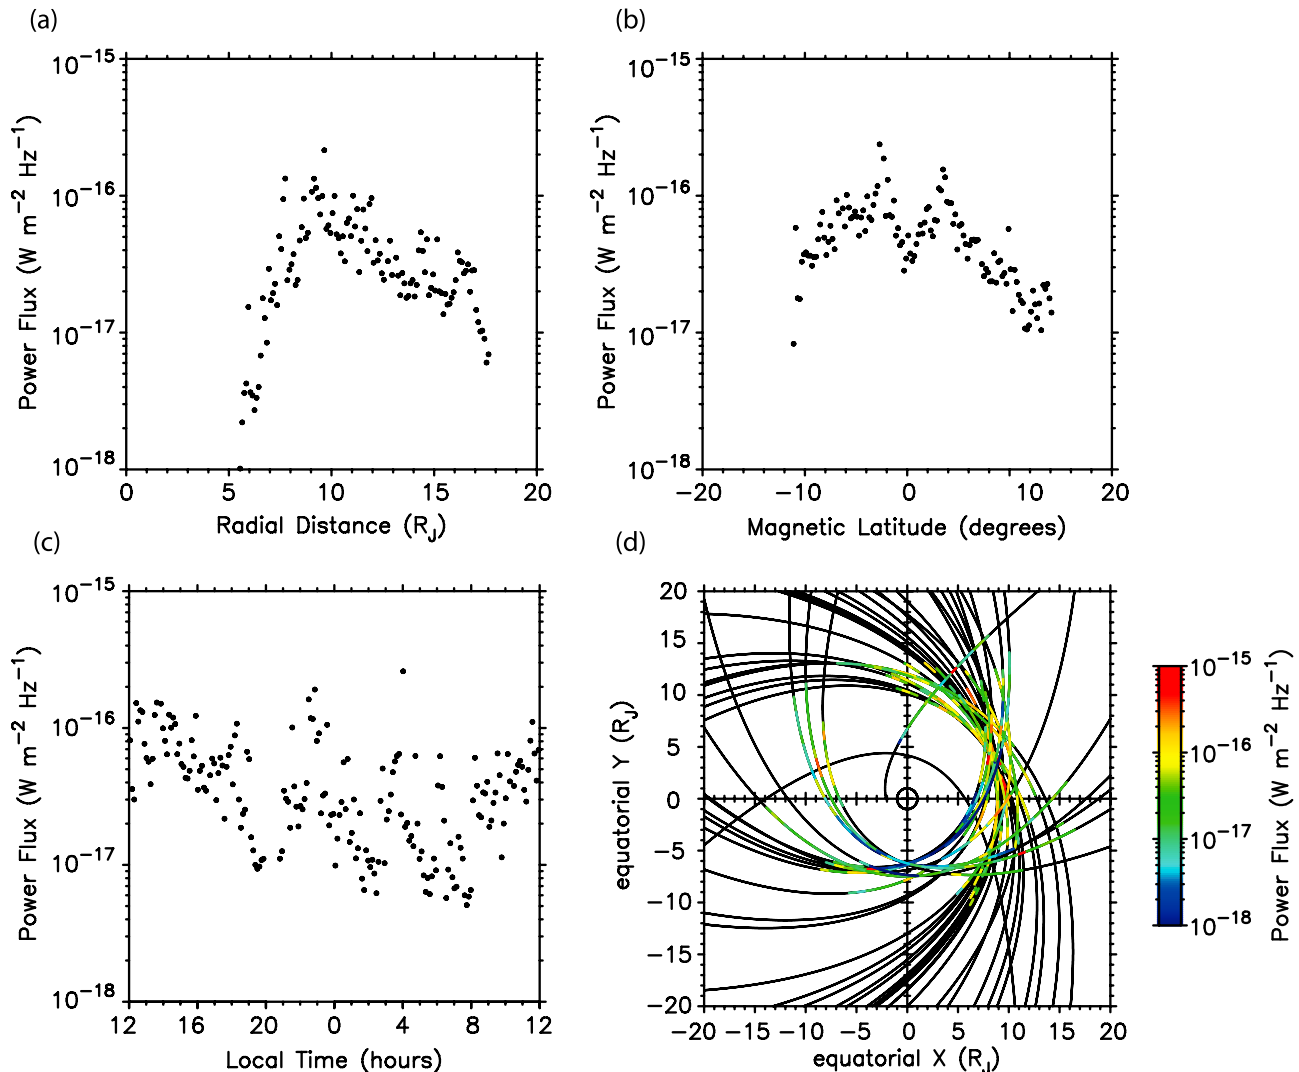 (a)
(b)
10−15
10−16
10−17
10−18
Power Flux (W m−2 Hz−1)
0 5 10 15 20
Radial Distance (RJ)
10−15
10−16
10−17
10−18
Power Flux (W m−2 Hz−1)
−20 −10 0 10 20
Magnetic Latitude (degrees)
(c)
(d)
10−15
10−16
10−17
10−18
Power Flux (W m−2 Hz−1)
12 16 20 0 4 8 12
Local Time (hours)
20
15
10
5
0
−5
−10
−15
−20
equatorial Y (RJ)
−20 −15 −10 −5 0 5 10 15 20
equatorial X (RJ)
10−15
10−16
10−17
10−18
Power Flux (W m−2 Hz−1)